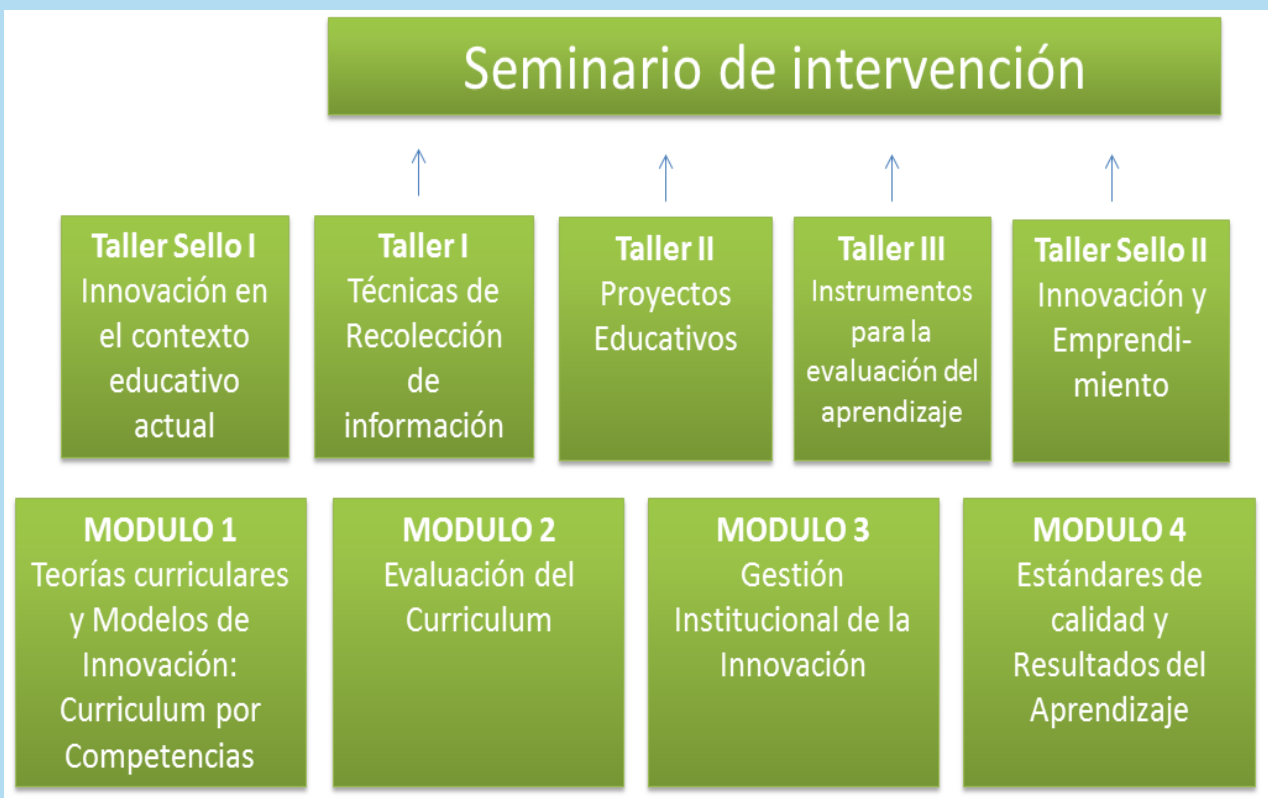 Seminario de intervención
Taller Sello I
Innovación en
el contexto
educativo
actual
Taller I
Técnicas de
Recolección
de
información
Taller II
Proyectos
Educativos
Taller III
Instrumentos
para la
evaluación del
aprendizaje
Taller Sello II
Innovación y
Emprendi-
miento
MODULO 1
Teorías curriculares
y Modelos de
Innovación:
Curriculum por
Competencias
MODULO 2
Evaluación del
Curriculum
MODULO 3
Gestión
Institucional de la
Innovación
MODULO 4
Estándares de
calidad y
Resultados del
Aprendizaje